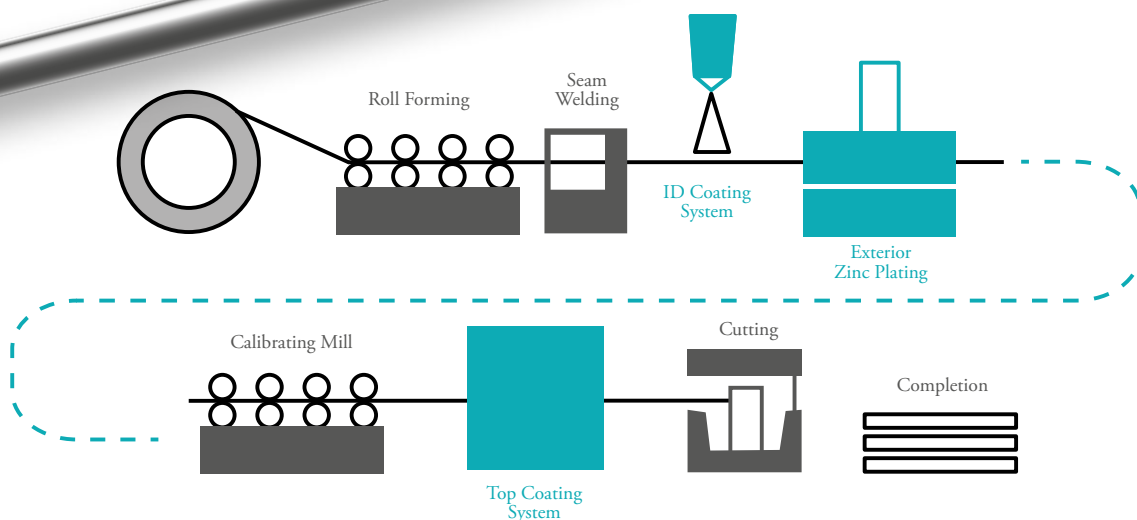 Roll Forming
Seam
Welding
ID Coating
System
Exterior
Zinc Plating
Calibrating Mill
Top Coating
System
Cutting
Completion